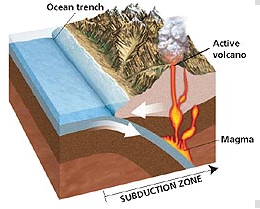 Ocean trench
Active
volcano
Magma
SUBDUCTION ZONE